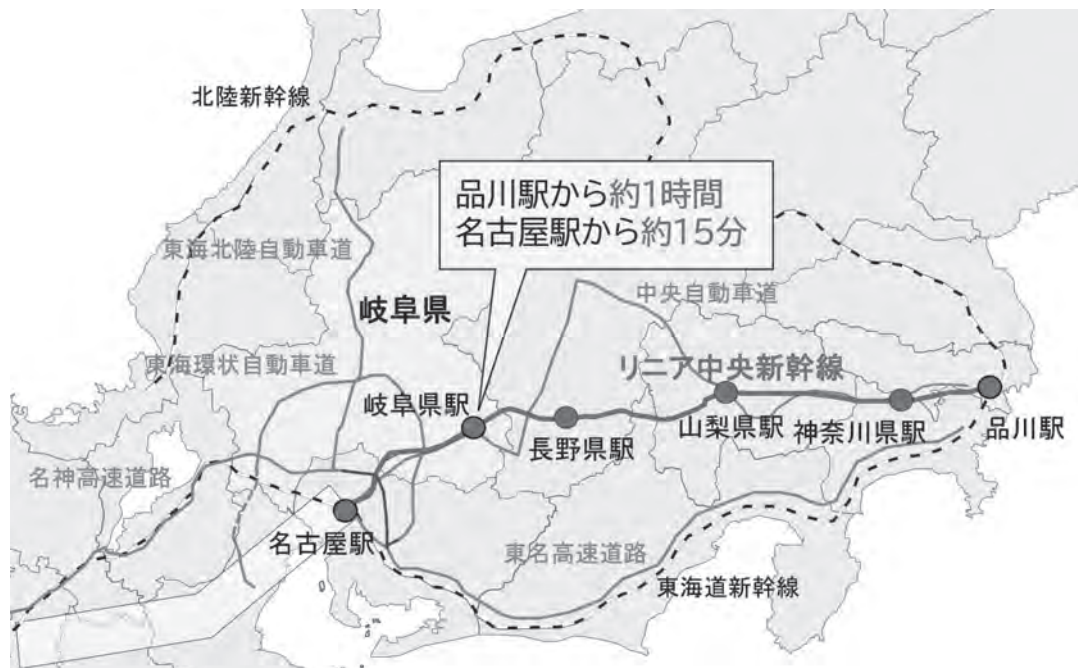 北陸新幹線
品川駅から約1時間
名古屋駅から約15分
東海北陸自動車道
中央自動車道
岐阜県
リニア中央新幹線
東海環状自動車道
岐阜県駅
長野県駅
山梨県駅
神奈川県駅
品川駅
名神高速道路
名古屋駅
東名高速道路
東海道新幹線